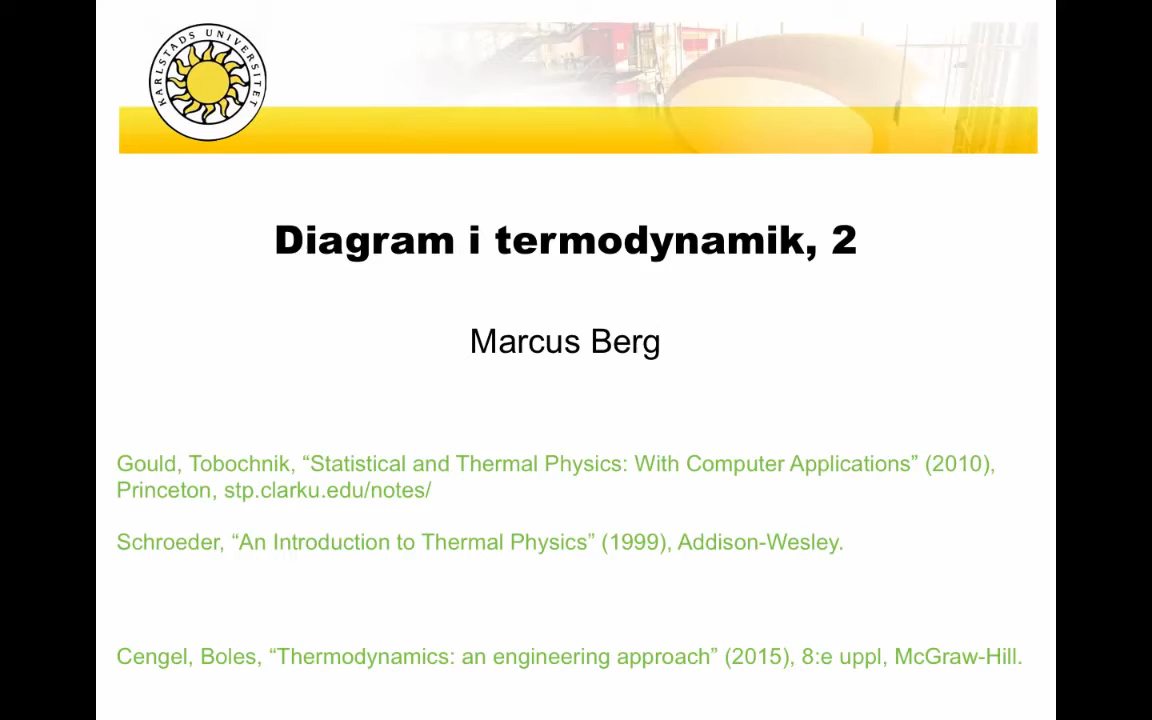 KARLSTADS UNIVERSITET
Diagram i termodynamik, 2
Marcus Berg
Gould, Tobochnik, “Statistical and Thermal Physics: With Computer Applications” (2010),
Princeton, stp.clarku.edu/notes/
Schroeder, “An Introduction to Thermal Physics” (1999), Addison-Wesley.
Cengel, Boles, “Thermodynamics: an engineering approach” (2015), 8:e uppl, McGraw-Hill.